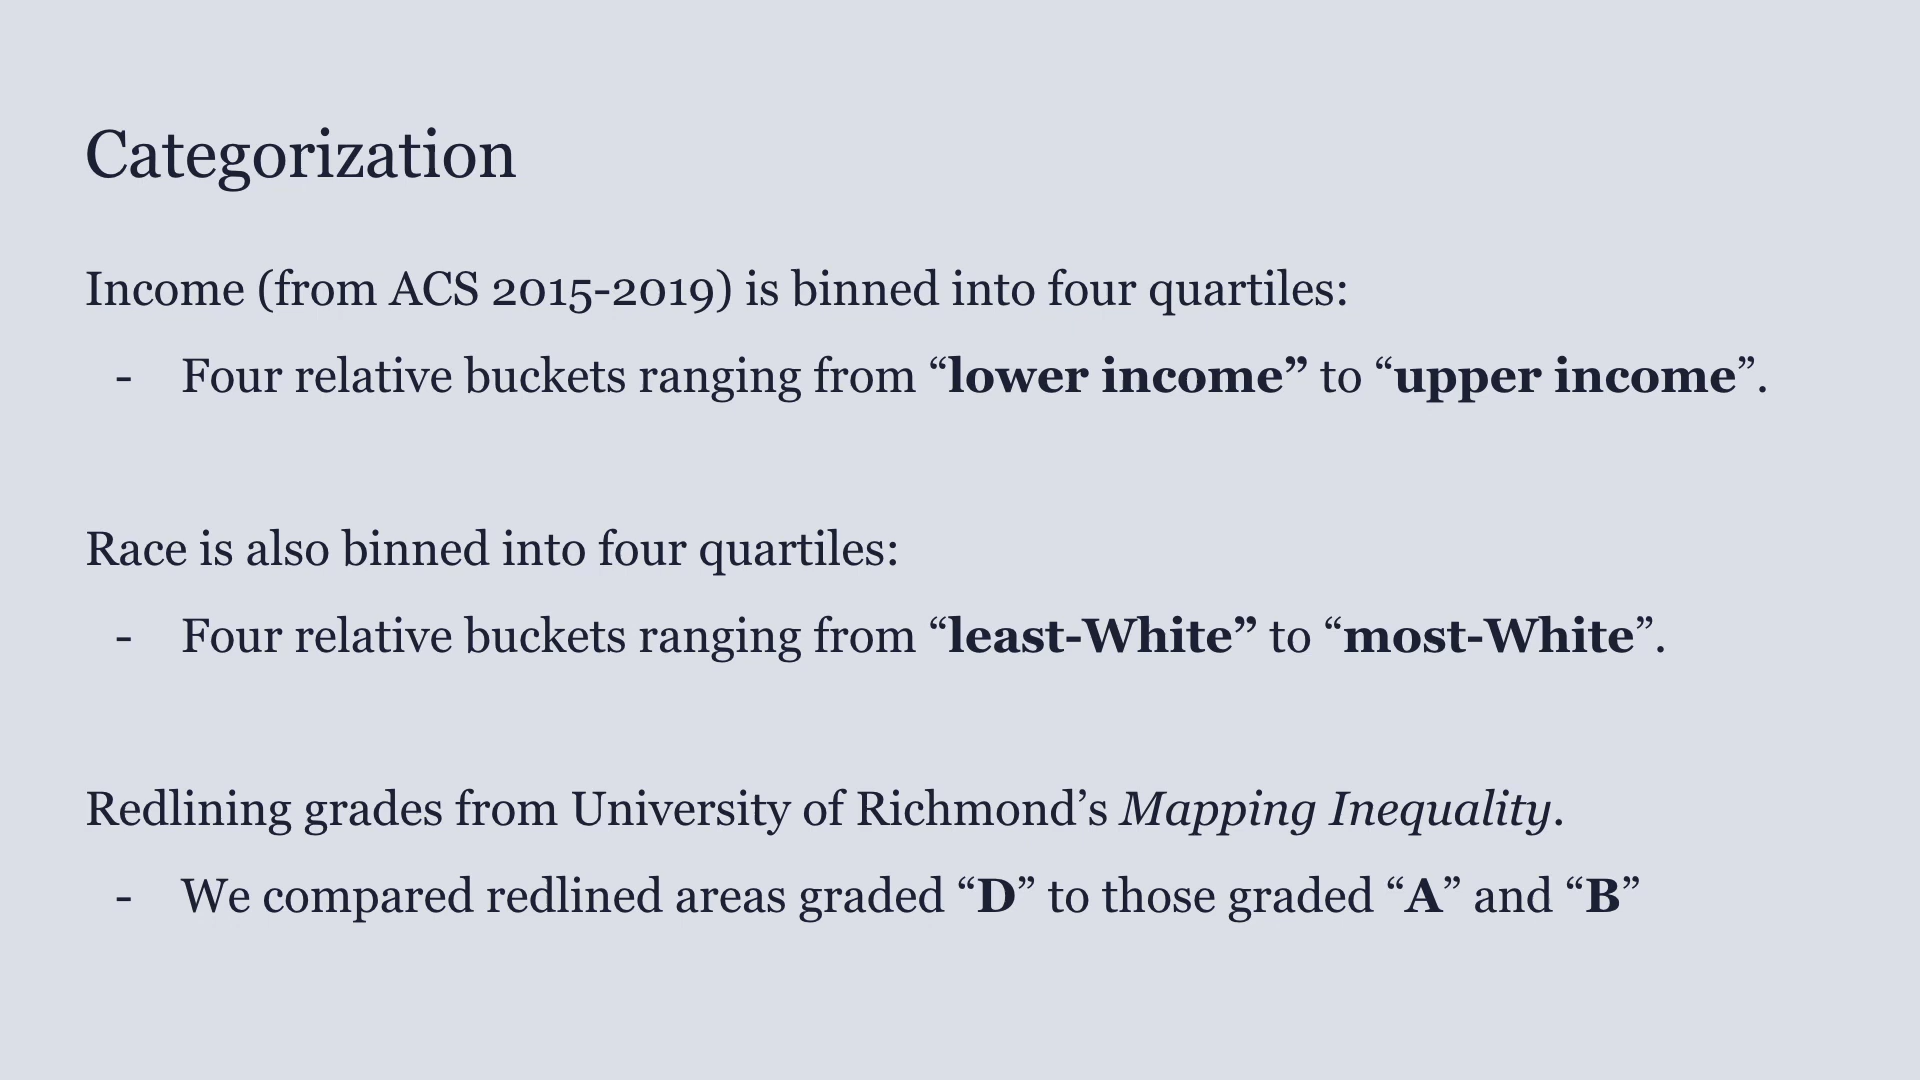 Categorization
Income (from ACS 2015-2019) is binned into four quartiles:
- Four relative buckets ranging from “lower income” to “upper income”.
Race is also binned into four quartiles:
- Four relative buckets ranging from “least-White” to “most-White”.
Redlining grades from University of Richmond’s Mapping Inequality.
- We compared redlined areas graded “D” to those graded “A” and “B”